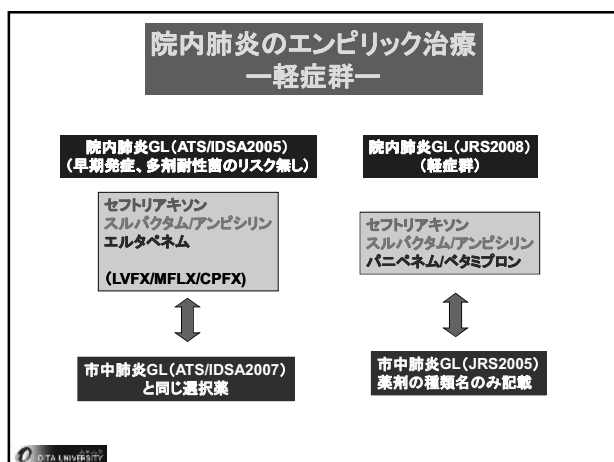 院内肺炎のエンピリック治療
ー軽症群ー
院内肺炎GL(ATS/IDSA2005)
(早期発症、多剤耐性菌のリスク無し)
セフトリアキソン
スルバクタム/アンピシリン
エルタペネム
(LVFX/MFLX/CPFX)
市中肺炎GL(ATS/IDSA2007)
と同じ選択薬
院内肺炎GL(JRS2008)
(軽症群)
セフトリアキソン
スルバクタム/アンピシリン
パニペネム/ベタミプロン
市中肺炎GL(JRS2005)
薬剤の種類名のみ記載
OITA UNIVERSITY